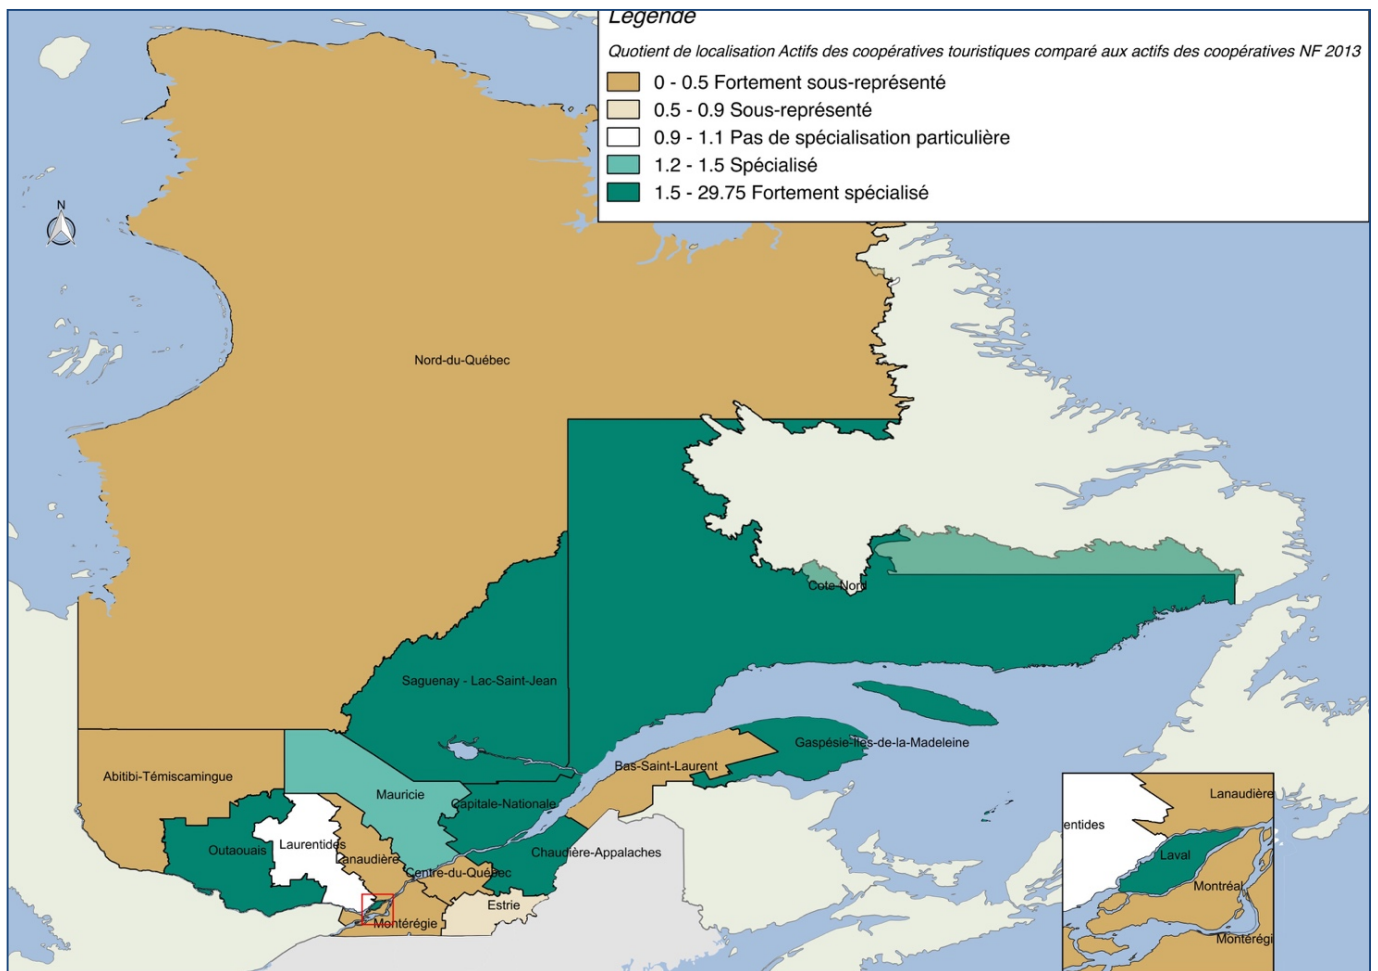 Légende
Quotient de localisation Actifs des coopératives touristiques comparé aux actifs des coopératives NF 2013
0 - 0.5 Fortement sous-représenté
0.5 - 0.9 Sous-représenté
0.9 - 1.1 Pas de spécialisation particulière
1.2 - 1.5 Spécialisé
1.5 - 29.75 Fortement spécialisé
N
Nord-du-Québec
Cote-Nord
Saguenay - Lac-Saint-Jean
Gaspésie-Iles-de-la-Madeleine
Bas-Saint-Laurent
Abitibi-Témiscamingue
Mauricie
Capitale-Nationale
Outaouais
Laurentides
Lanaudière
Chaudière-Appalaches
Centre-du-Québec
Estrie
Montérégie
Lanaudière
entides
Laval
Montréal
Montérégi